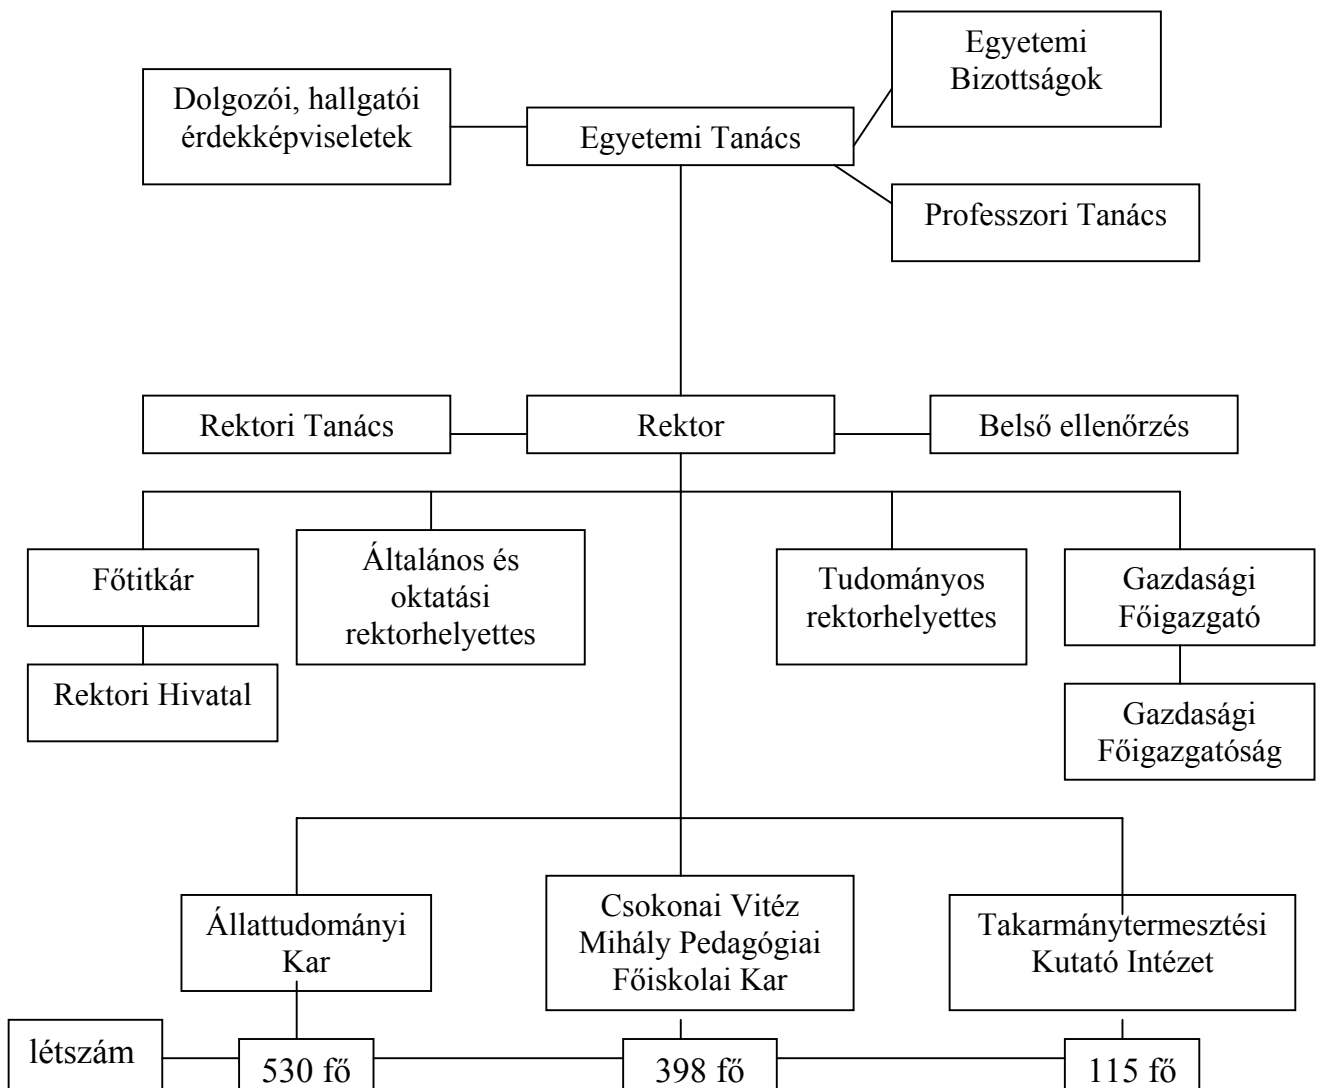 Egyetemi
Bizottságok
Dolgozói, hallgatói
érdekképviseletek
Egyetemi Tanács
Professzori Tanács
Rektori Tanács
Rektor
Belső ellenőrzés
Főtitkár
Általános és
oktatási
rektorhelyettes
Tudományos
rektorhelyettes
Gazdasági
Főigazgató
Rektori Hivatal
Gazdasági
Főigazgatóság
Állattudományi
Kar
Csokonai Vitéz
Mihály Pedagógiai
Főiskolai Kar
Takarmánytermesztési
Kutató Intézet
létszám
530 fő
398 fő
115 fő